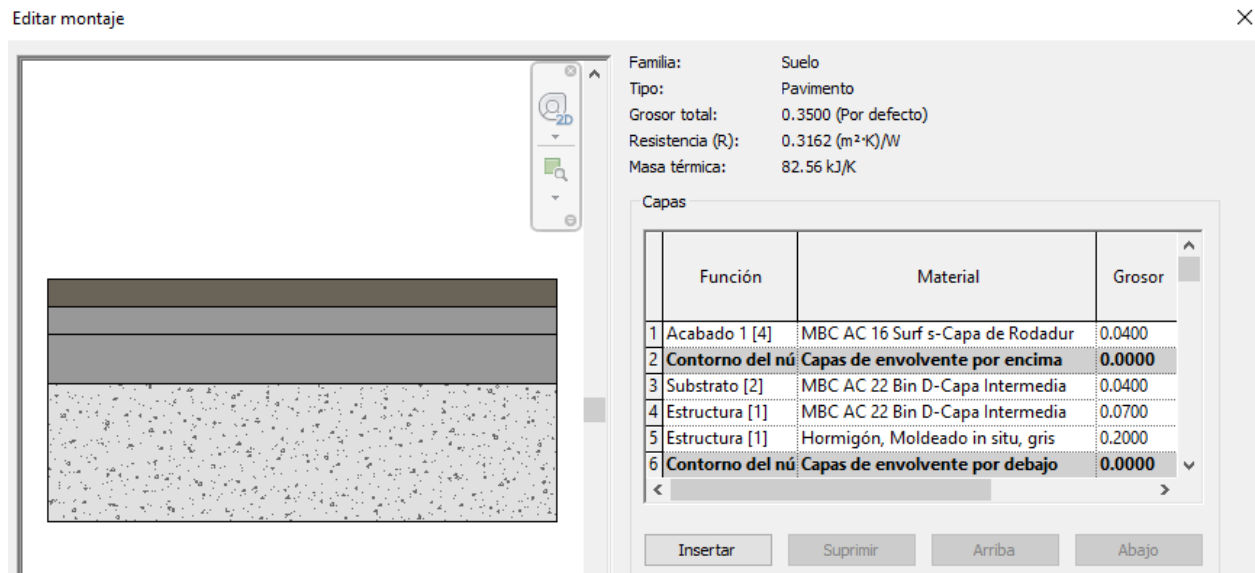 Editar montaje
2D
Familia: Suelo
Tipo: Pavimento
Grosor total: 0.3500 (Por defecto)
Resistencia (R): 0.3162 (m²·K)/W
Masa térmica: 82.56 kJ/K
Capas
Función Material Grosor
1 Acabado 1 [4] MBC AC 16 Surf s-Capa de Rodadur 0.0400
2 Contorno del nú Capas de envolvente por encima 0.0000
3 Substrato [2] MBC AC 22 Bin D-Capa Intermedia 0.0400
4 Estructura [1] MBC AC 22 Bin D-Capa Intermedia 0.0700
5 Estructura [1] Hormigón, Moldeado in situ, gris 0.2000
6 Contorno del nú Capas de envolvente por debajo 0.0000
Insertar Suprimir Arriba Abajo